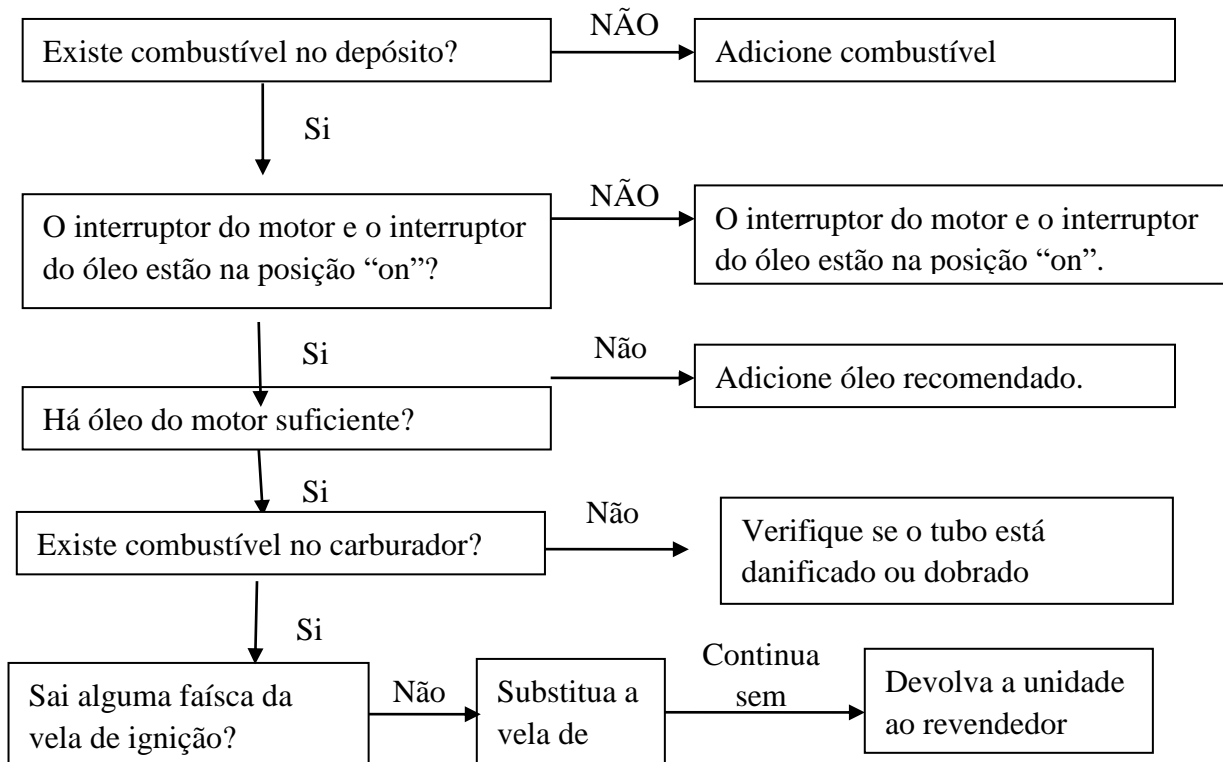 NÃO
Existe combustível no depósito?
Adicione combustível
Si
NÃO
O interruptor do motor e o interruptor
do óleo estão na posição “on”?
O interruptor do motor e o interruptor
do óleo estão na posição “on”.
Si
Não
Adicione óleo recomendado.
Há óleo do motor suficiente?
Si
Não
Existe combustível no carburador?
Verifique se o tubo está
danificado ou dobrado
Si
Sai alguma faísca da
vela de ignição?
Não
Substitua a
vela de
Continua
sem
Devolva a unidade
ao revendedor